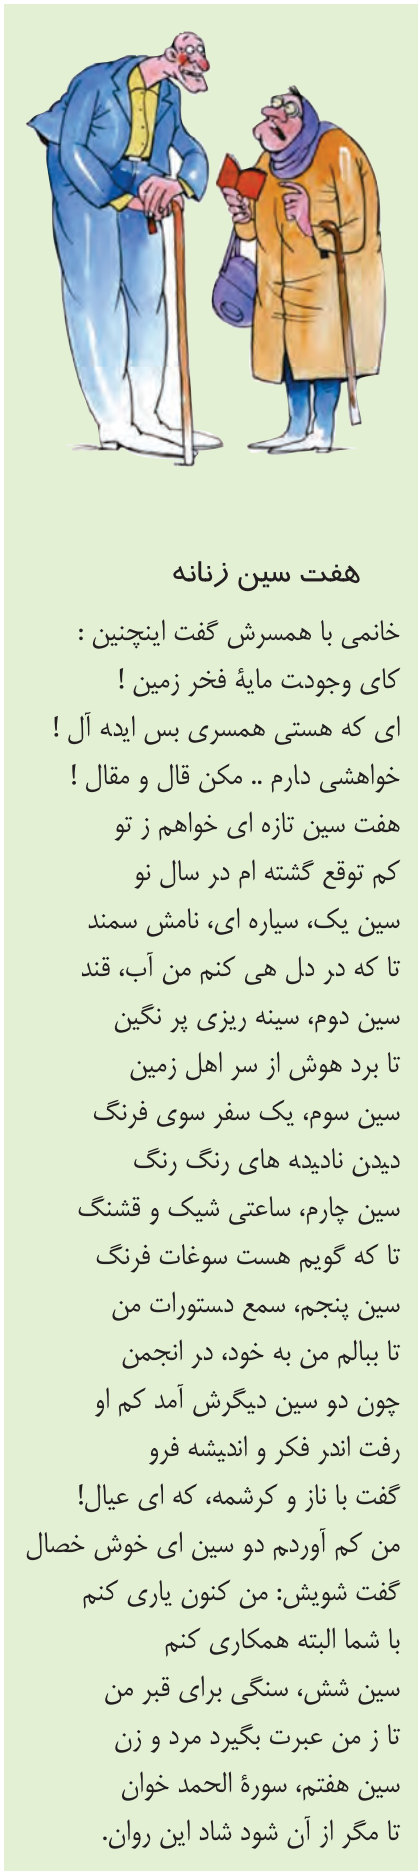 هفت سین زنانه
خانمی با همسرش گفت اینچنین :
کای وجودت مایۀ فخر زمین !
ای که هستی همسری بس ایده آل !
خواهشی دارم .. مکن قال و مقال !
هفت سین تازه ای خواهم ز تو
کم توقع گشته ام در سال نو
سین یک، سیاره ای، نامش سمند
تا که در دل هی کنم من آب، قند
سین دوم، سینه ریزی پر نگین
تا برد هوش از سر اهل زمین
سین سوم، یک سفر سوی فرنگ
دیدن نادیده های رنگ رنگ
سین چارم، ساعتی شیک و قشنگ
تا که گویم هست سوغات فرنگ
سین پنجم، سمع دستورات من
تا ببالم من به خود، در انجمن
چون دو سین دیگرش آمد کم او
رفت اندر فکر و اندیشه فرو
گفت با ناز و کرشمه، که ای عیال!
من کم آوردم دو سین ای خوش خصال
گفت شویش: من کنون یاری کنم
با شما البته همکاری کنم
سین شش، سنگی برای قبر من
تا ز من عبرت بگیرد مرد و زن
سین هفتم، سورۀ الحمد خوان
تا مگر از آن شود شاد این روان.